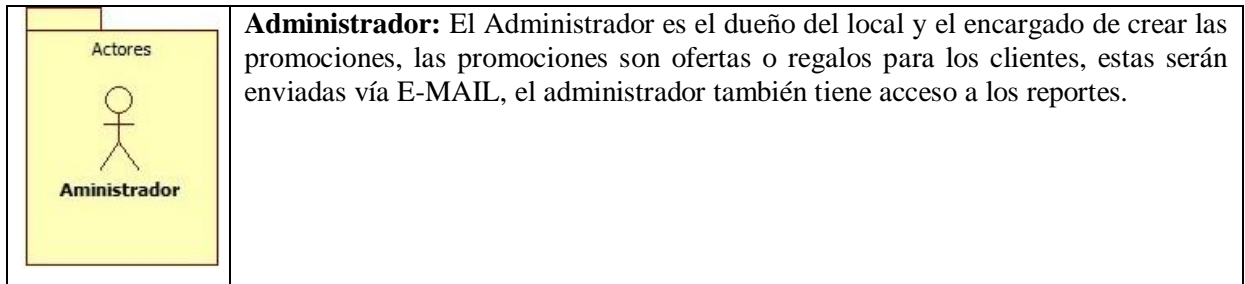 Actores
Aministrador
Administrador: El Administrador es el dueño del local y el encargado de crear las
promociones, las promociones son ofertas o regalos para los clientes, estas serán
enviadas vía E-MAIL, el administrador también tiene acceso a los reportes.